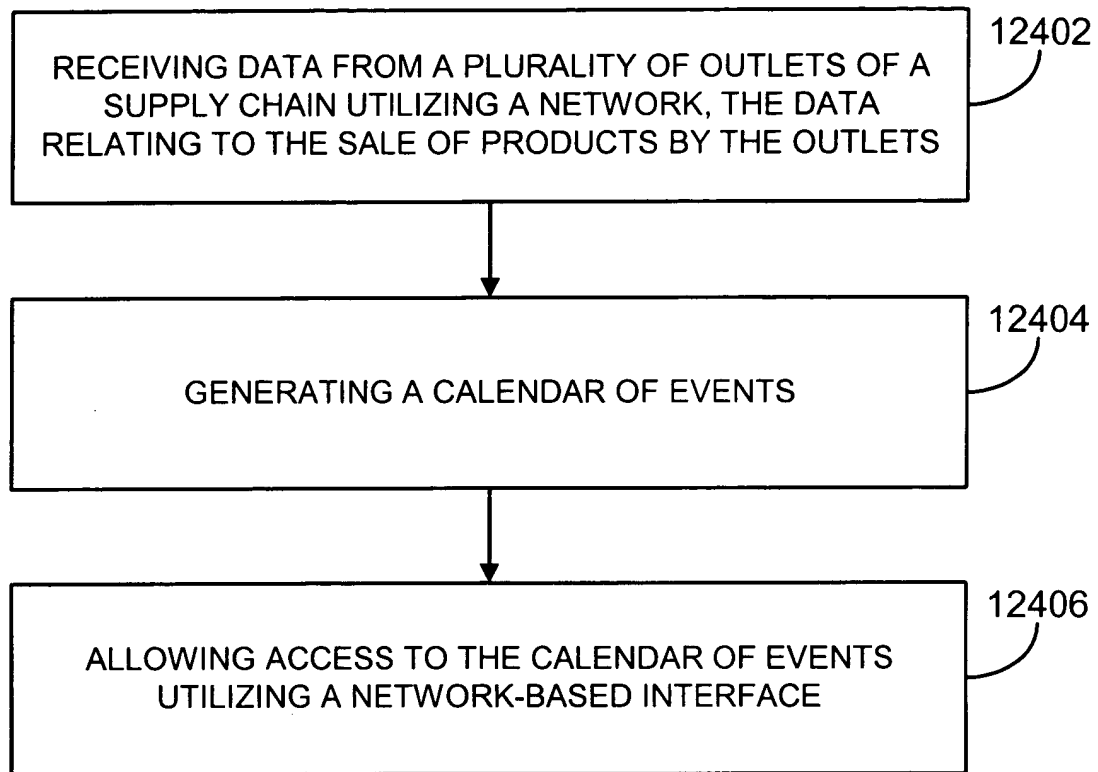 12402
RECEIVING DATA FROM A PLURALITY OF OUTLETS OF A
SUPPLY CHAIN UTILIZING A NETWORK, THE DATA
RELATING TO THE SALE OF PRODUCTS BY THE OUTLETS
12404
GENERATING A CALENDAR OF EVENTS
12406
ALLOWING ACCESS TO THE CALENDAR OF EVENTS
UTILIZING A NETWORK-BASED INTERFACE